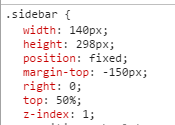 .sidebar {
width: 140px;
height: 298px;
position: fixed;
margin-top: -150px;
right: 0;
top: 50%;
z-index: 1;